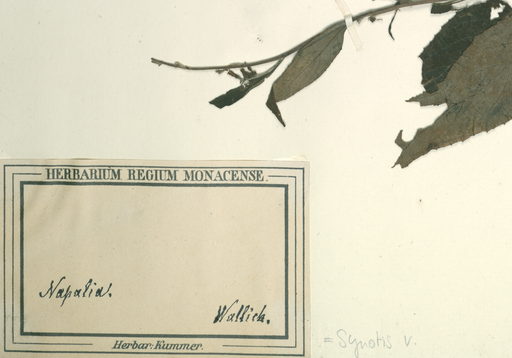 HERBARIUM REGIUM MONACENSE.
Napalia.
Wallich.
Herbar. Kummer.
= Synotis v.